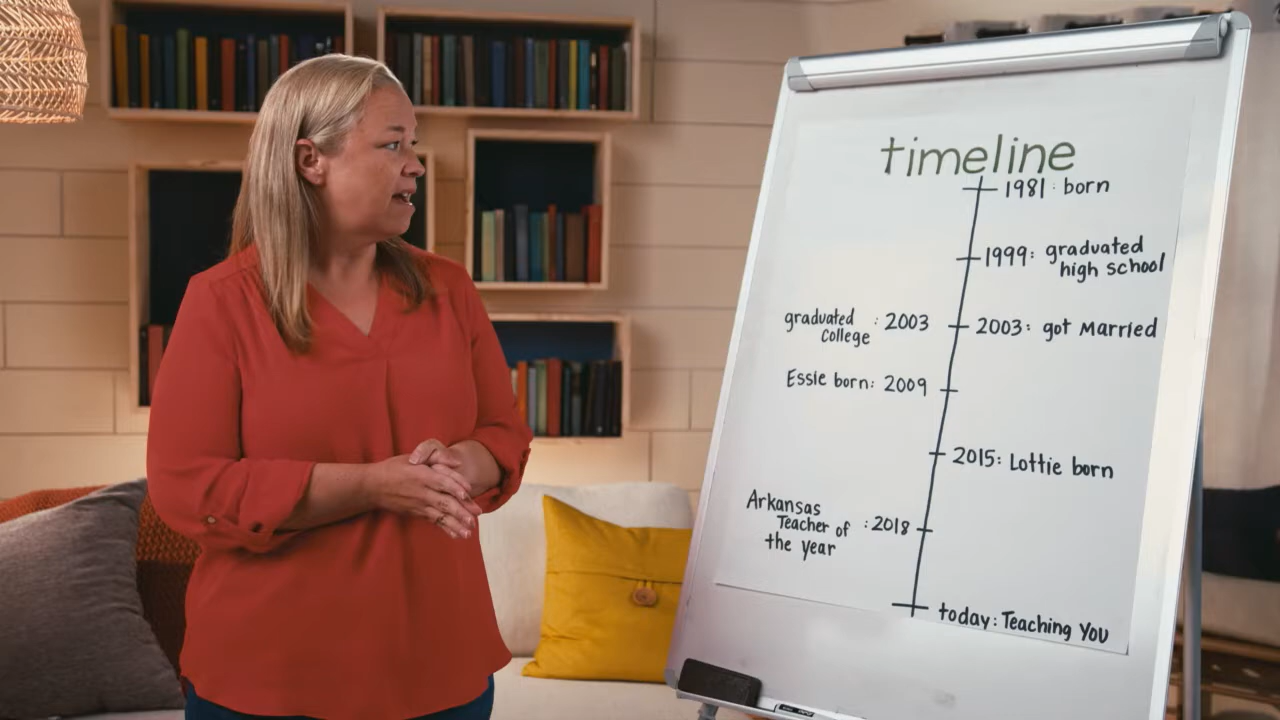 timeline
1981: born
1999: graduated
high school
graduated : 2003
College
2003: got Married
Essie born: 2009
2015: Lottie born
Arkansas
Teacher of : 2018
the year
today: Teaching You